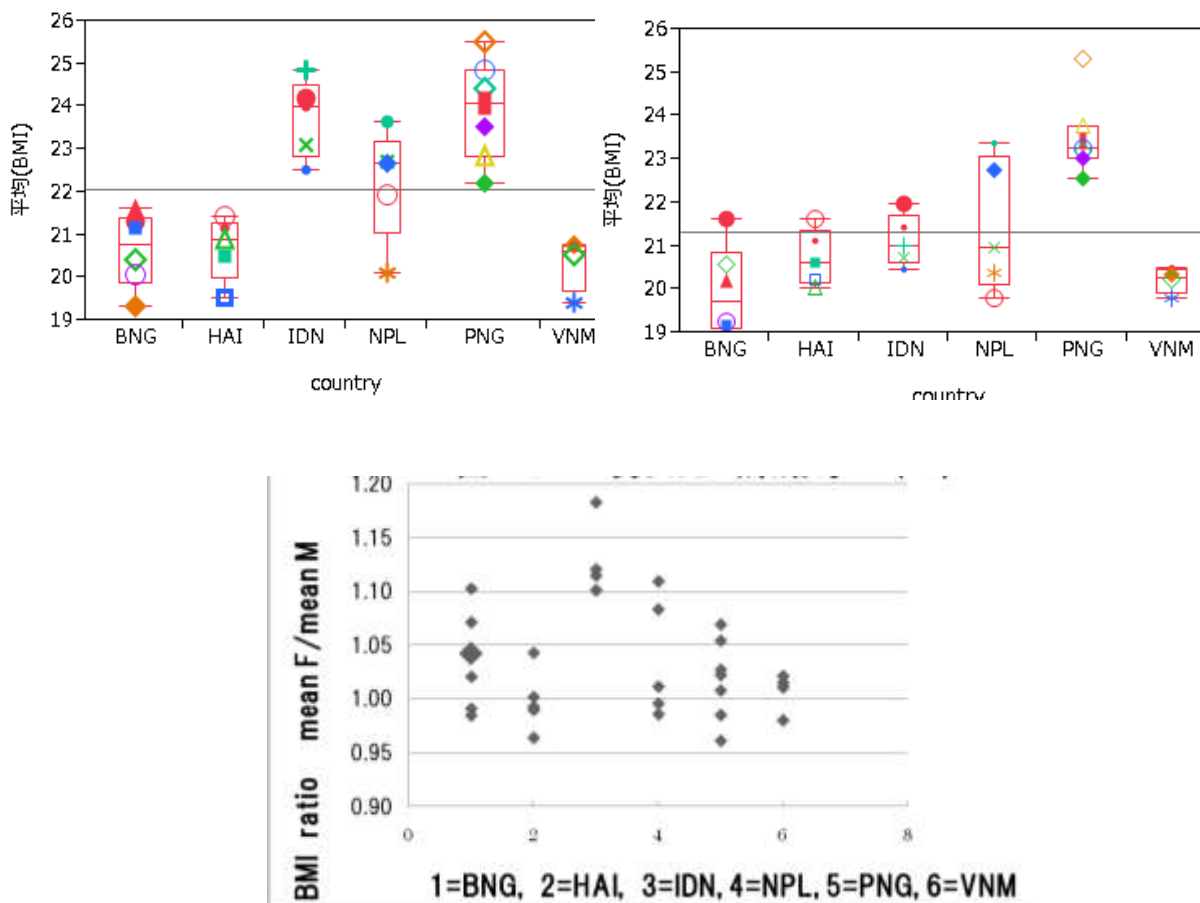 26
25
24
23
22
21
20
19
平均(BMI)
BNG HAI IDN NPL PNG VNM
country
26
25
24
23
22
21
20
19
平均(BMI)
BNG HAI IDN NPL PNG VNM
country
1.20
1.15
1.10
1.05
1.00
0.95
0.90
BMI ratio mean F/mean M
0 2 4 6 8
1=BNG, 2=HAI, 3=IDN, 4=NPL, 5=PNG, 6=VNM